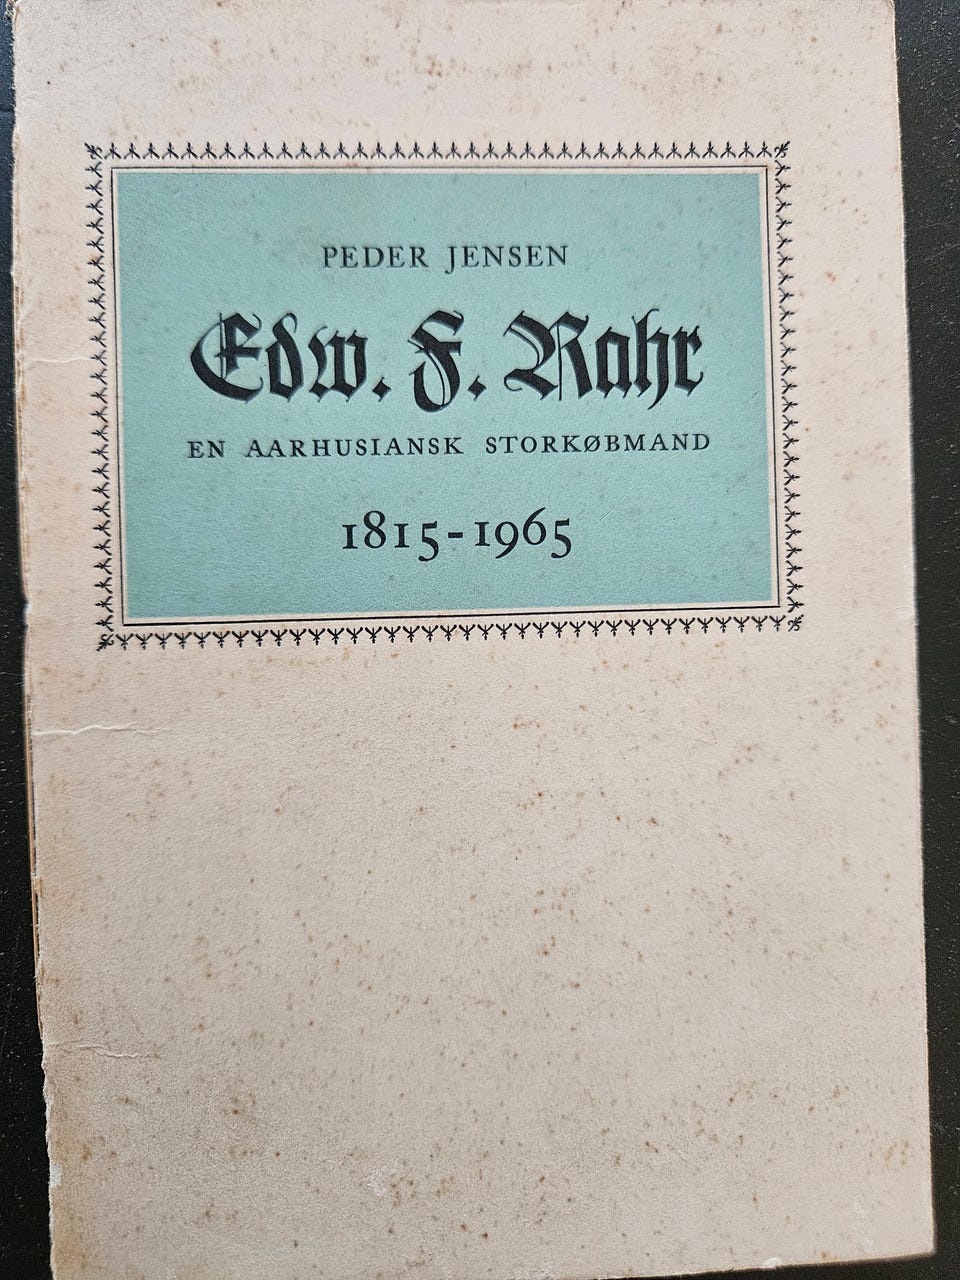 PEDER JENSEN
Edw. F. Rahr
EN AARHUSIANSK STORKØBMAND
1815-1965